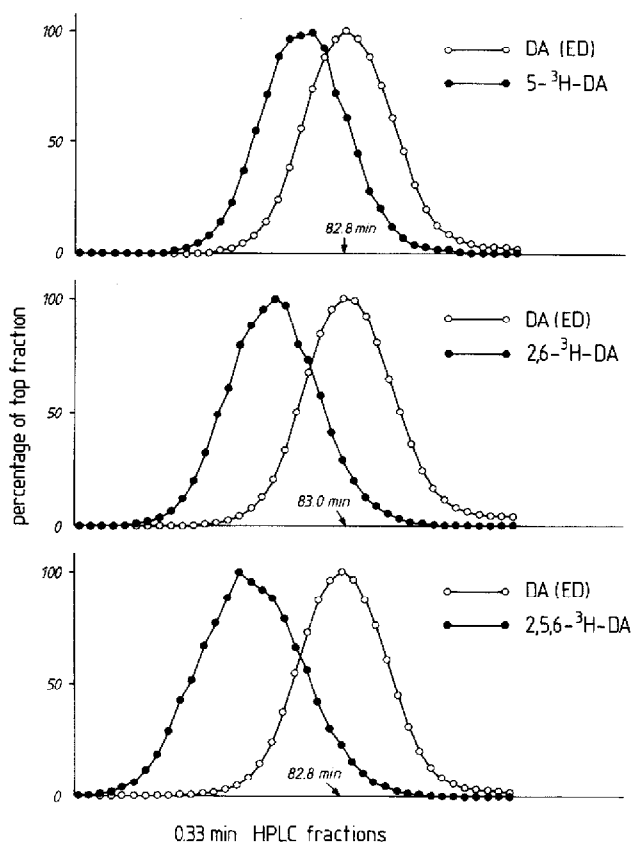 100
50
0
DA (ED)
5-³H-DA
82.8 min
100
50
0
DA (ED)
2,6-³H-DA
83.0 min
percentage of top fraction
100
50
0
DA (ED)
2,5,6-³H-DA
82.8 min
0.33 min HPLC fractions